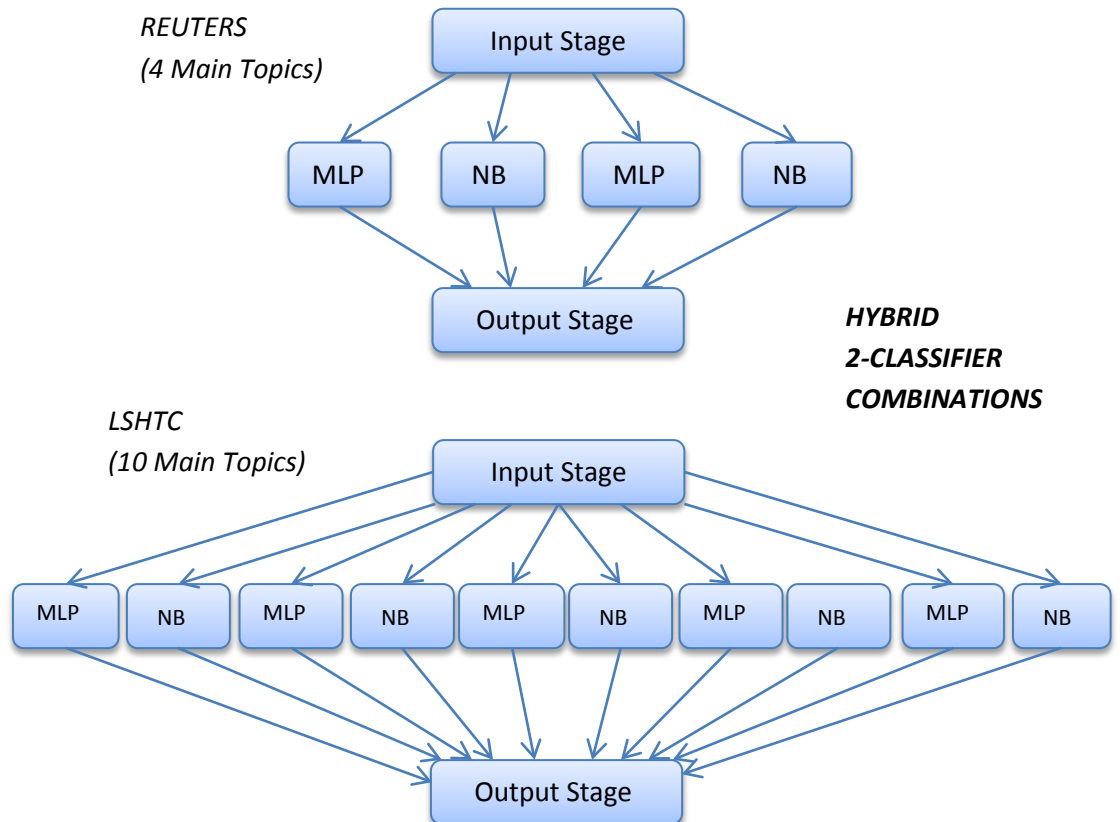 REUTERS
(4 Main Topics)
Input Stage
MLP NB MLP NB
Output Stage
HYBRID
2-CLASSIFIER
COMBINATIONS
LSHTC
(10 Main Topics)
Input Stage
MLP NB MLP NB MLP NB MLP NB MLP NB
Output Stage